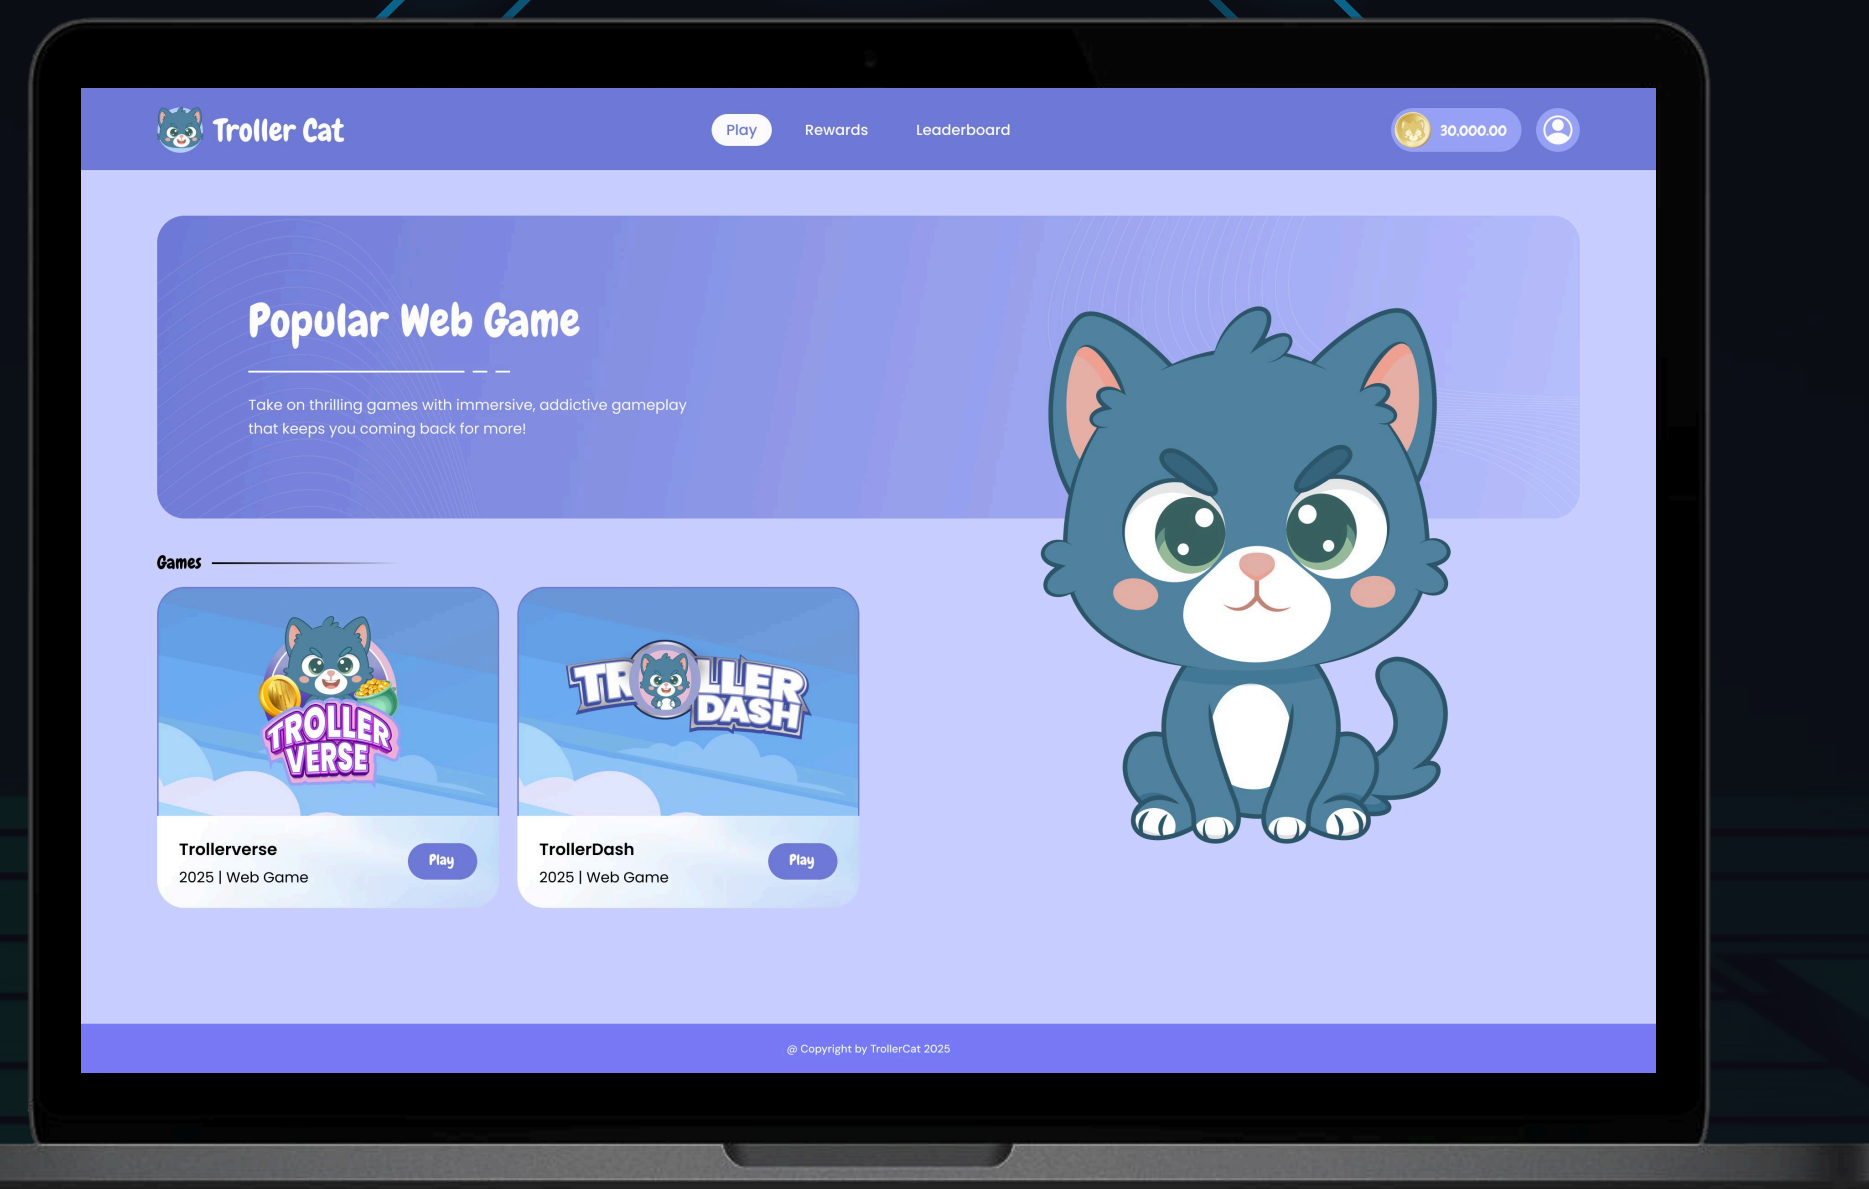 Troller Cat
Play
Rewards
Leaderboard
30,000.00
Popular Web Game
Take on thrilling games with immersive, addictive gameplay
that keeps you coming back for more!
Games
TROLLER
VERSE
TROLLER
DASH
Trollerverse
2025 | Web Game
Play
TrollerDash
2025 | Web Game
Play
@ Copyright by TrollerCat 2025